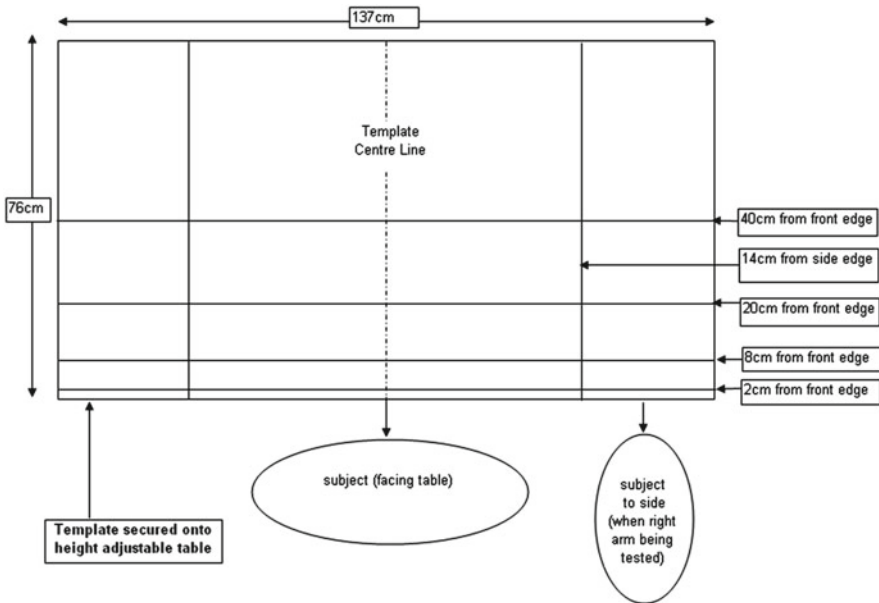 137cm
Template
Centre Line
76cm
40cm from front edge
14cm from side edge
20cm from front edge
8cm from front edge
2cm from front edge
subject (facing table)
subject
to side
(when right
arm being
tested)
Template secured onto
height adjustable table